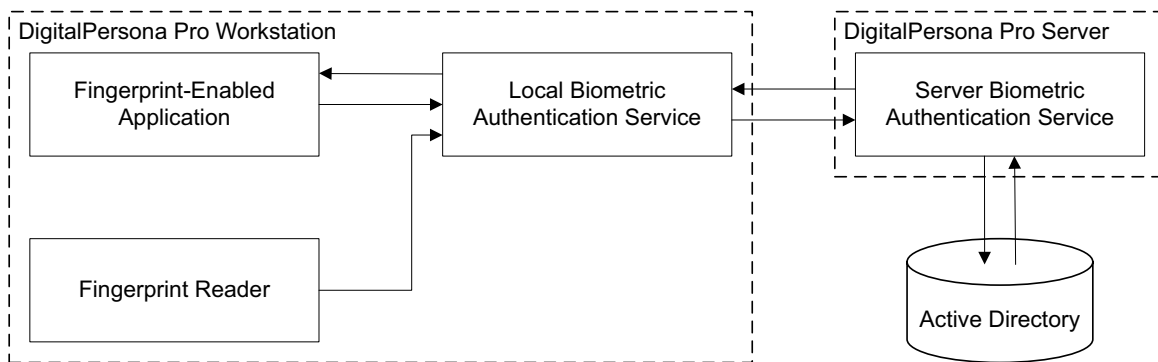 DigitalPersona Pro Workstation
Fingerprint-Enabled
Application
Local Biometric
Authentication Service
Fingerprint Reader
DigitalPersona Pro Server
Server Biometric
Authentication Service
Active Directory